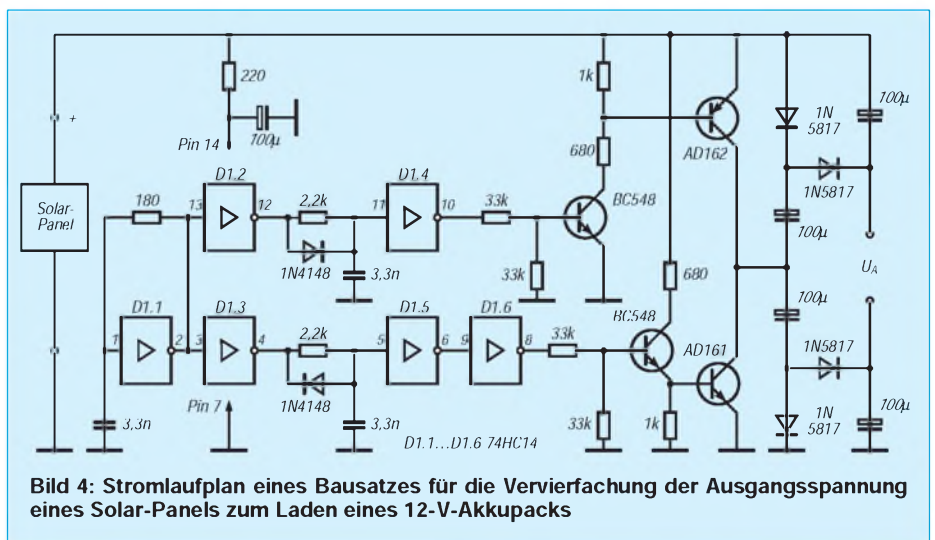 220
100µ
Pin 14
+
Solar-
Panel
1k
680
AD162
1N
5817
1N5817
100µ
100µ
D1.2
D1.4
180
13
12
2,2k
11
10
33k
BC548
1N4148
3,3n
33k
680
100µ
UA
D1.1
D1.3
D1.5
D1.6
BC548
1
2
3
4
2,2k
5
6
9
8
33k
AD161
1N5817
1N4148
Pin 7
3,3n
3,3n
33k
1k
1N
5817
100µ
D1.1...D1.6 74HC14
Bild 4: Stromlaufplan eines Bausatzes für die Vervierfachung der Ausgangsspannung
eines Solar-Panels zum Laden eines 12-V-Akkupacks